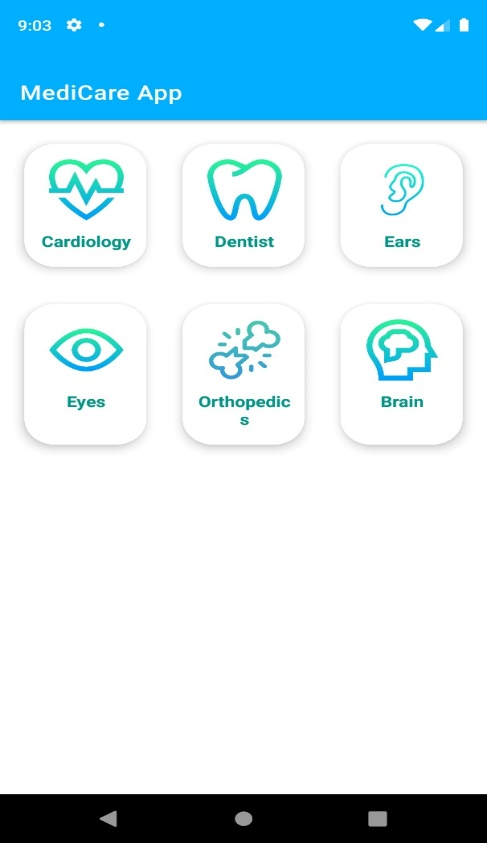 9:03
MediCare App
Cardiology
Dentist
Ears
Eyes
Orthopedic
s
Brain